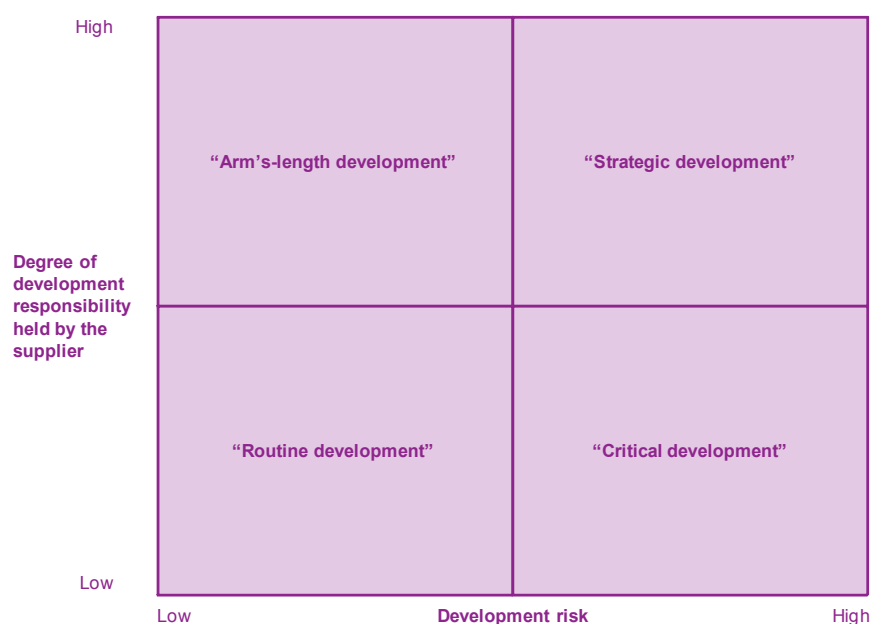 High
“Arm’s-length development”
“Strategic development”
Degree of
development
responsibility
held by the
supplier
“Routine development”
“Critical development”
Low
Low
Development risk
High